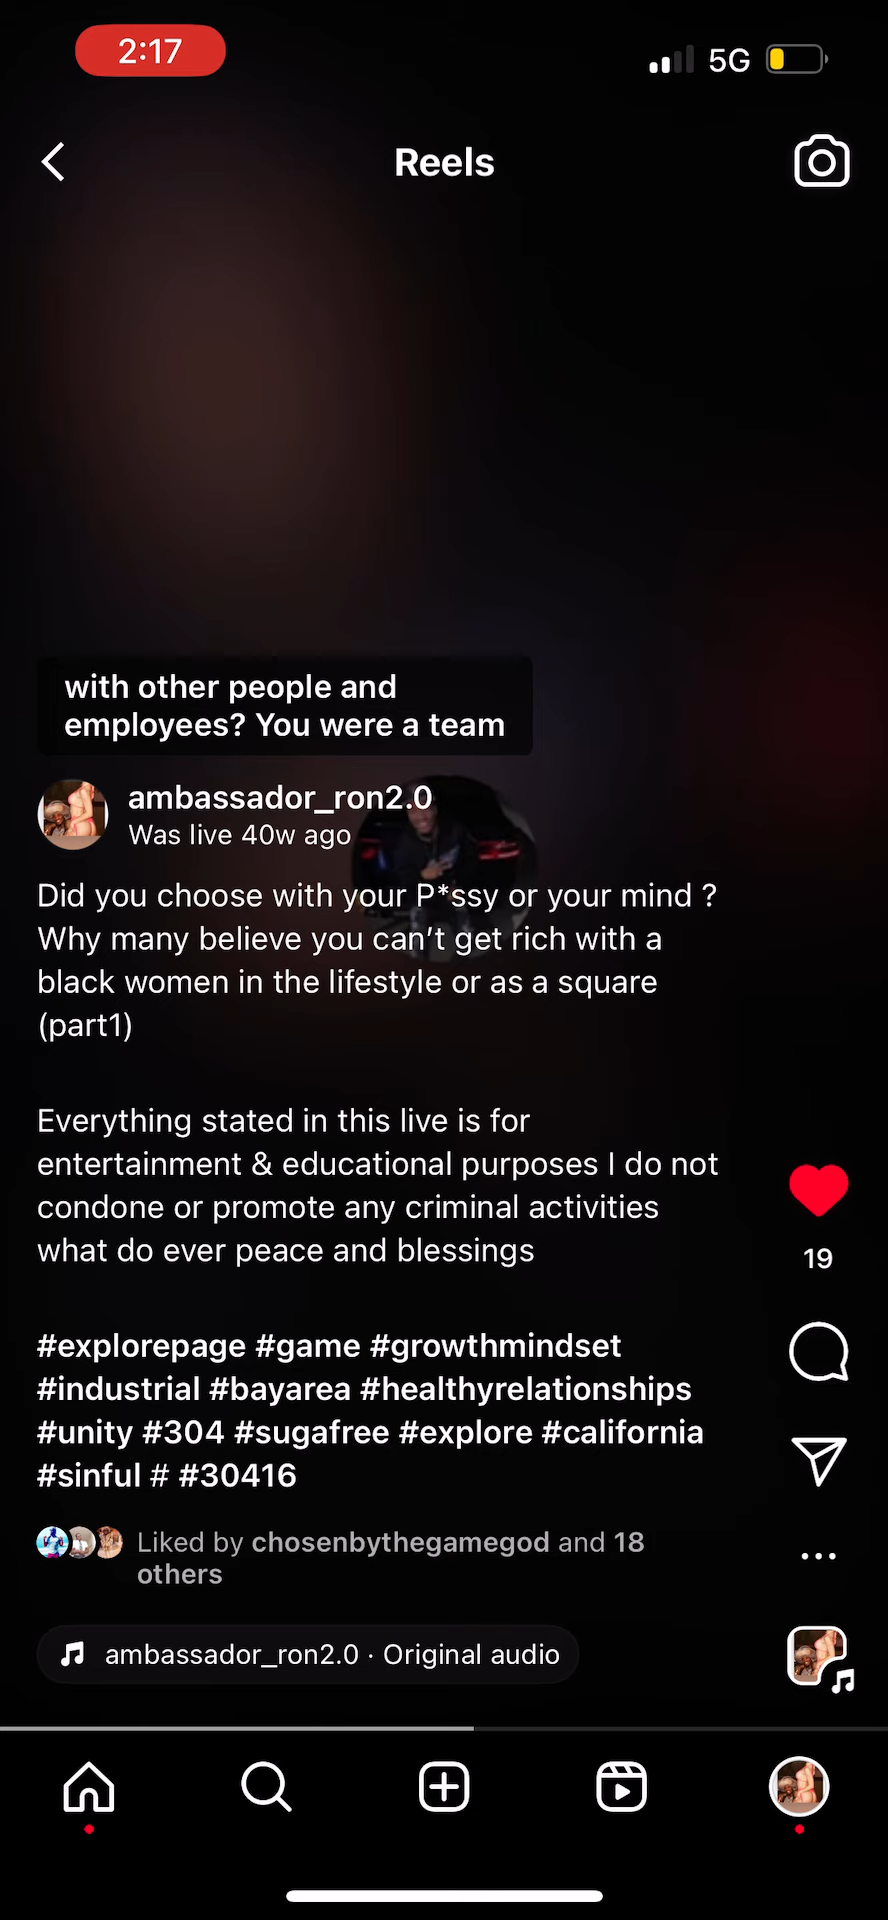 2:17
5G
Reels
with other people and
employees? You were a team
ambassador_ron2.0
Was live 40w ago
Did you choose with your P*ssy or your mind ?
Why many believe you can’t get rich with a
black women in the lifestyle or as a square
(part1)
Everything stated in this live is for
entertainment & educational purposes I do not
condone or promote any criminal activities
what do ever peace and blessings
#explorepage #game #growthmindset
#industrial #bayarea #healthyrelationships
#unity #304 #sugafree #explore #california
#sinful # #30416
19
Liked by chosenbythegamegod and 18
others
ambassador_ron2.0 · Original audio